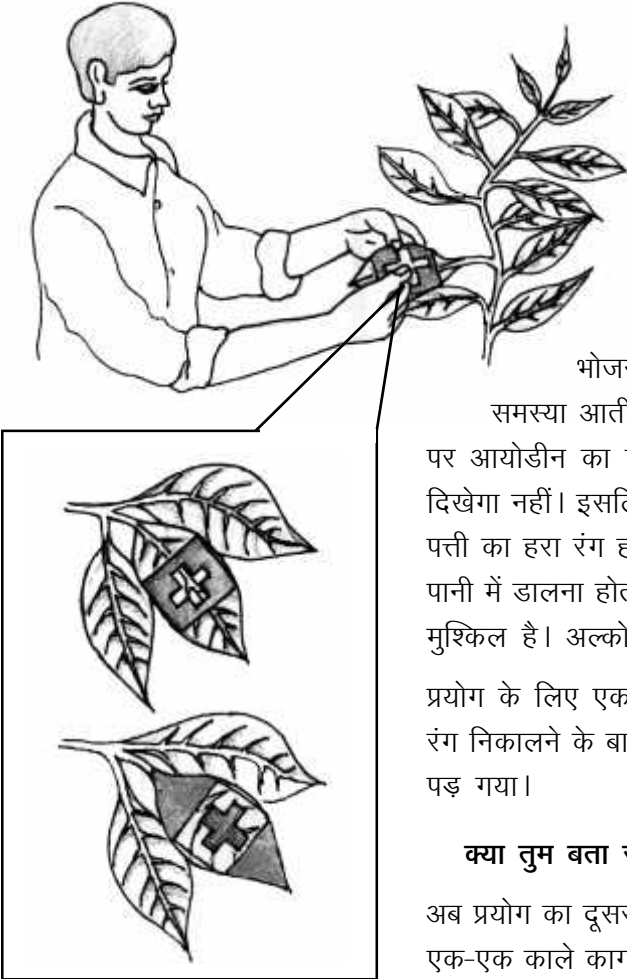 भोजन
समस्या आती
पर आयोडीन का
दिखेगा नहीं। इसलि
पत्ती का हरा रंग ह
पानी में डालना होत
मुश्किल है। अल्को
प्रयोग के लिए एक
रंग निकालने के बा
पड़ गया।
क्या तुम बता
अब प्रयोग का दूसर
एक-एक काले काग